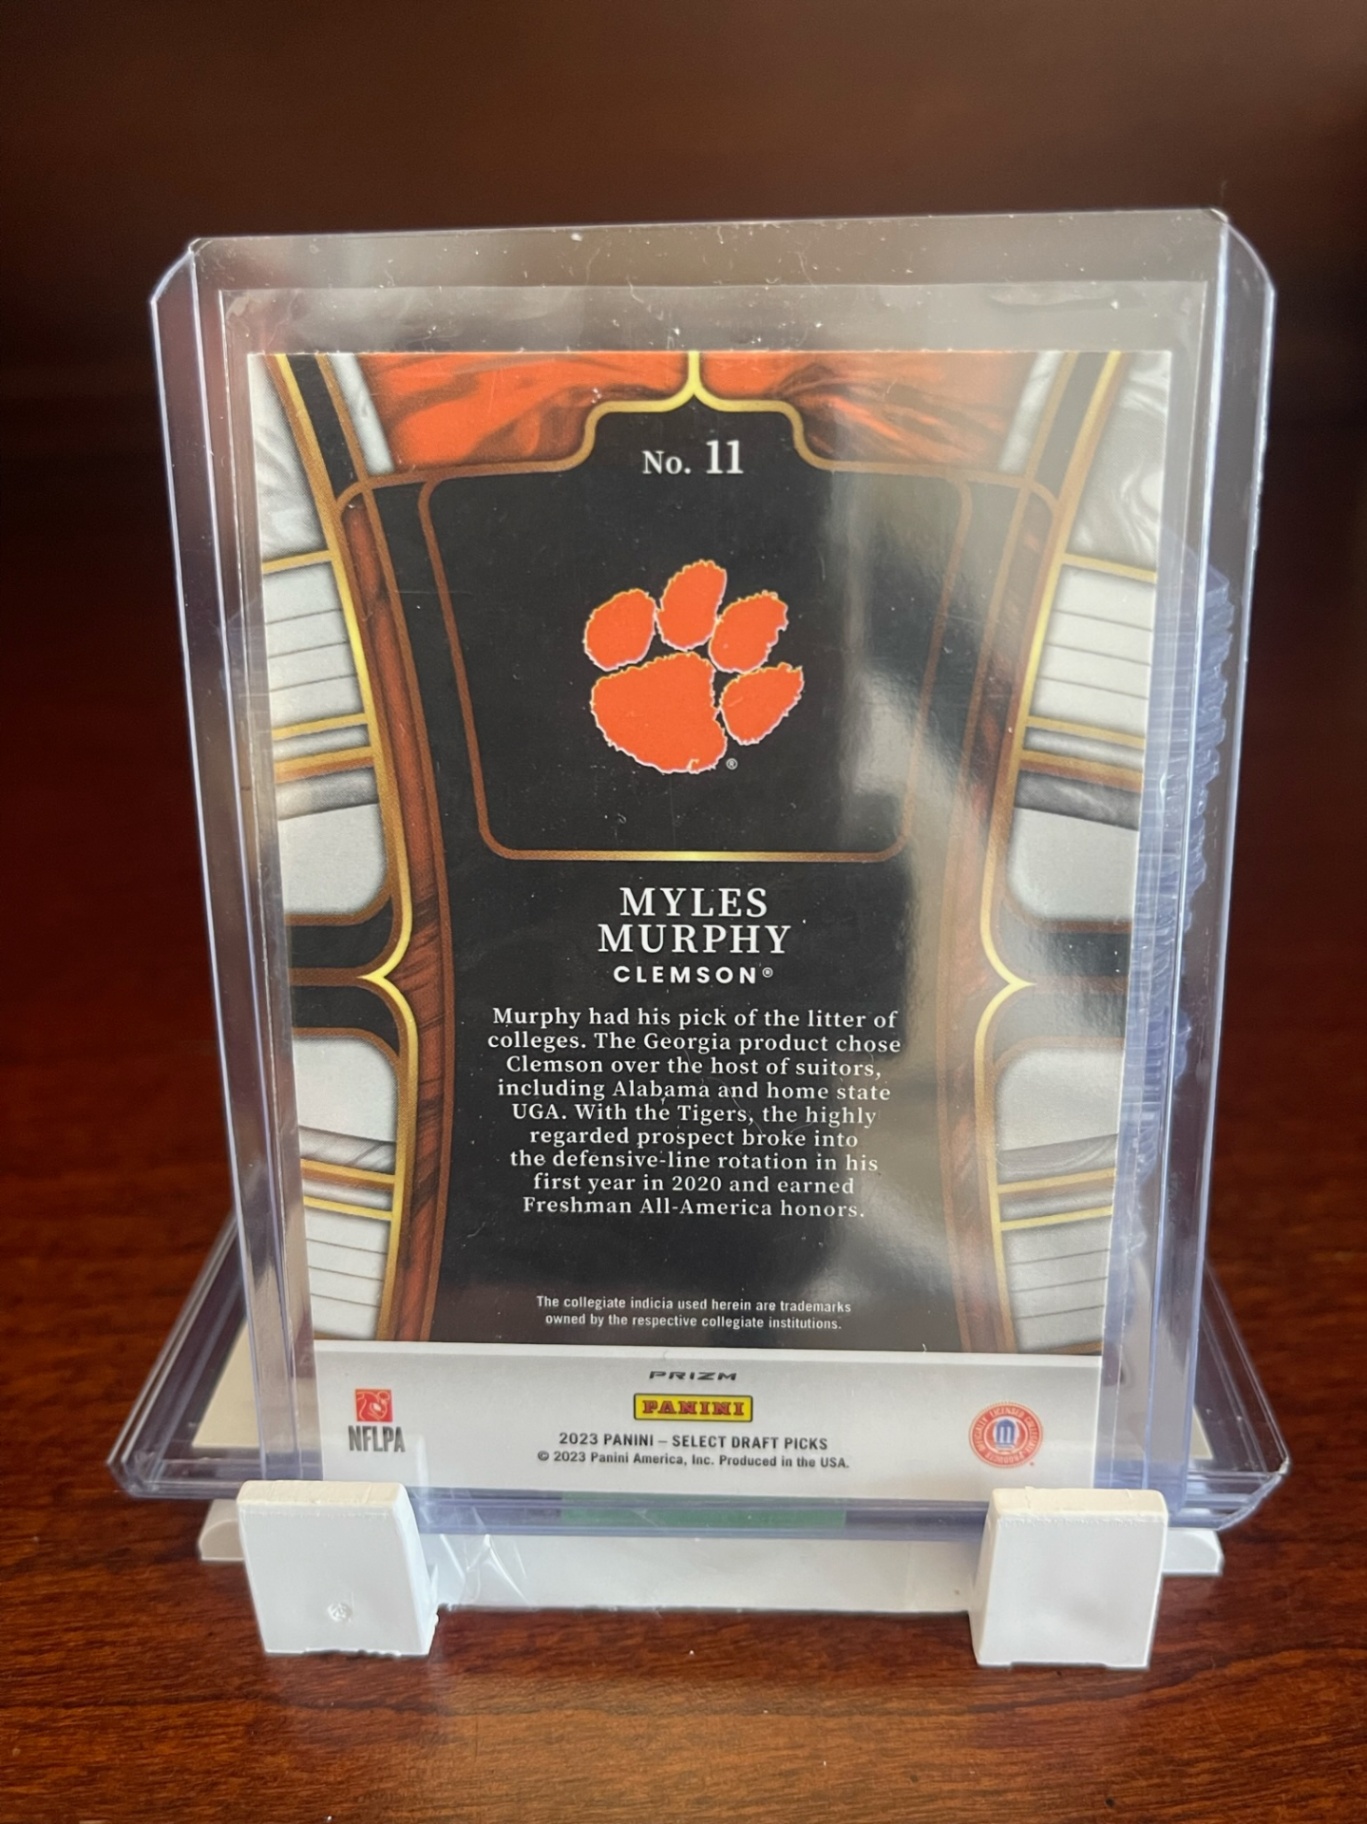 No. 11
®
MYLES
MURPHY
CLEMSON®
Murphy had his pick of the litter of
colleges. The Georgia product chose
Clemson over the host of suitors,
including Alabama and home state
UGA. With the Tigers, the highly
regarded prospect broke into
the defensive-line rotation in his
first year in 2020 and earned
Freshman All-America honors.
The collegiate indicia used herein are trademarks
owned by the respective collegiate institutions.
PRIZM
PANINI
NFLPA
2023 PANINI – SELECT DRAFT PICKS
© 2023 Panini America, Inc. Produced in the USA.